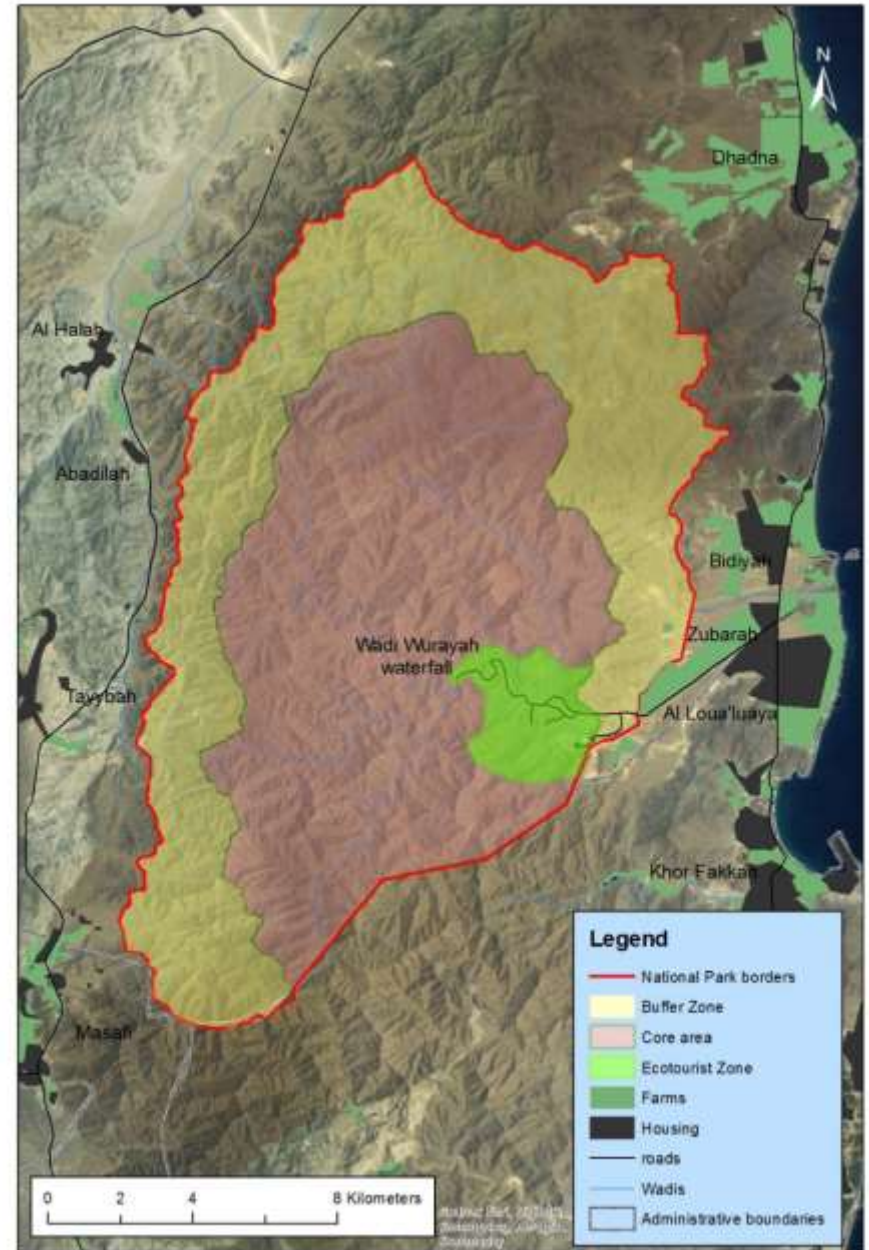 N
Dhadna
Al Halah
Abadilah
Bidiyah
Zubarah
Wadi Wurayah
waterfall
Tayybah
Al Loua'luaya
Khor Fakkan
Masafi
Legend
National Park borders
Buffer Zone
Core area
Ecotourist Zone
Farms
Housing
roads
Wadis
Administrative boundaries
0 2 4 8 Kilometers